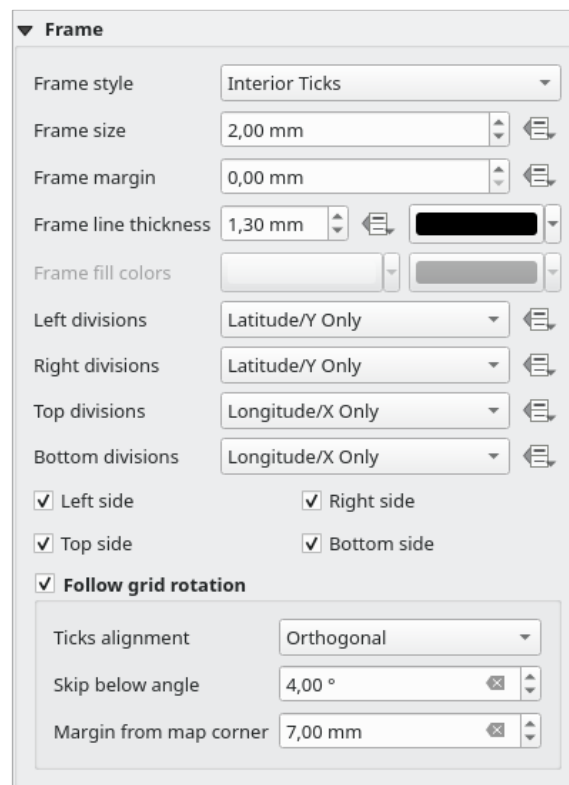 Frame
Frame style Interior Ticks
Frame size 2,00 mm
Frame margin 0,00 mm
Frame line thickness 1,30 mm
Frame fill colors
Left divisions Latitude/Y Only
Right divisions Latitude/Y Only
Top divisions Longitude/X Only
Bottom divisions Longitude/X Only
Left side Right side
Top side Bottom side
Follow grid rotation
Ticks alignment Orthogonal
Skip below angle 4,00 °
Margin from map corner 7,00 mm